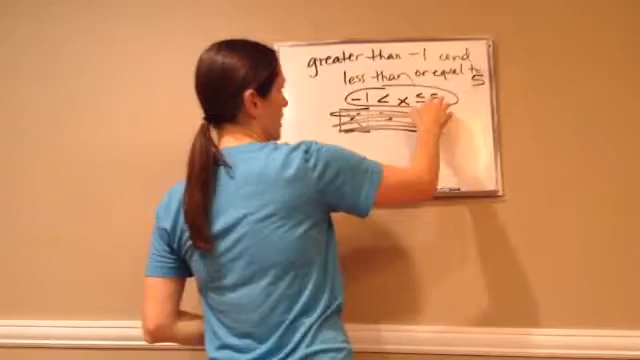 greater than -1 and
less than or equal to 5
-1 < x ≤ 5